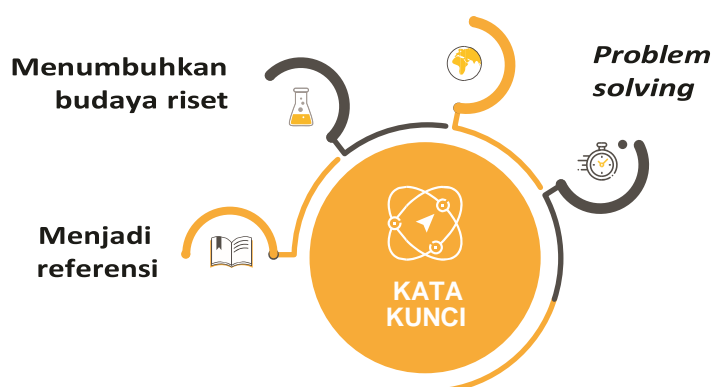 Menumbuhkan
budaya riset
Problem
solving
Menjadi
referensi
KATA
KUNCI